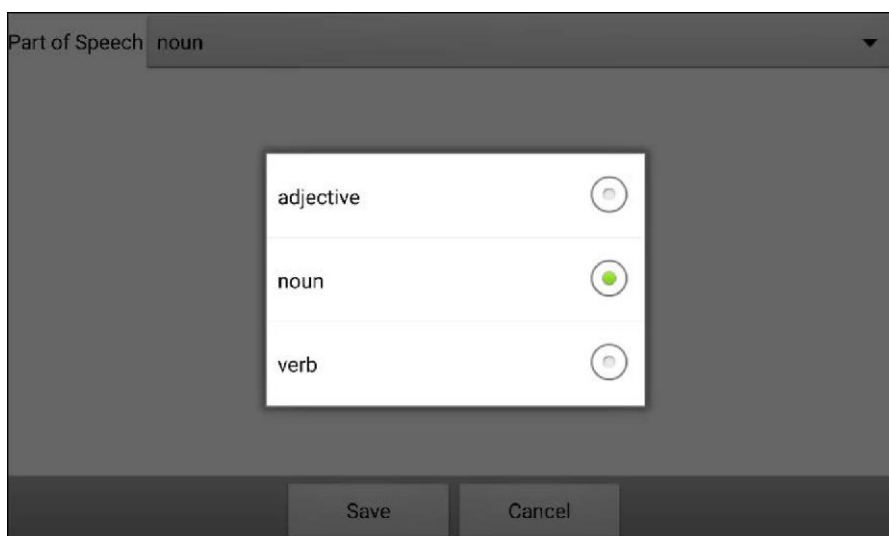 Part of Speech noun
adjective
noun
verb
Save Cancel